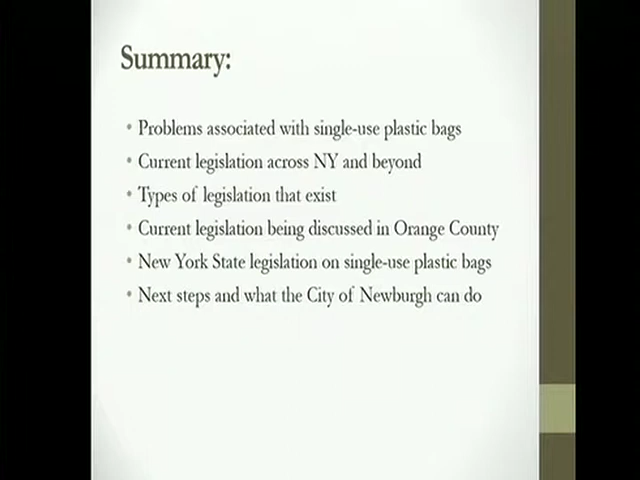 Summary:
• Problems associated with single-use plastic bags
• Current legislation across NY and beyond
• Types of legislation that exist
• Current legislation being discussed in Orange County
• New York State legislation on single-use plastic bags
• Next steps and what the City of Newburgh can do